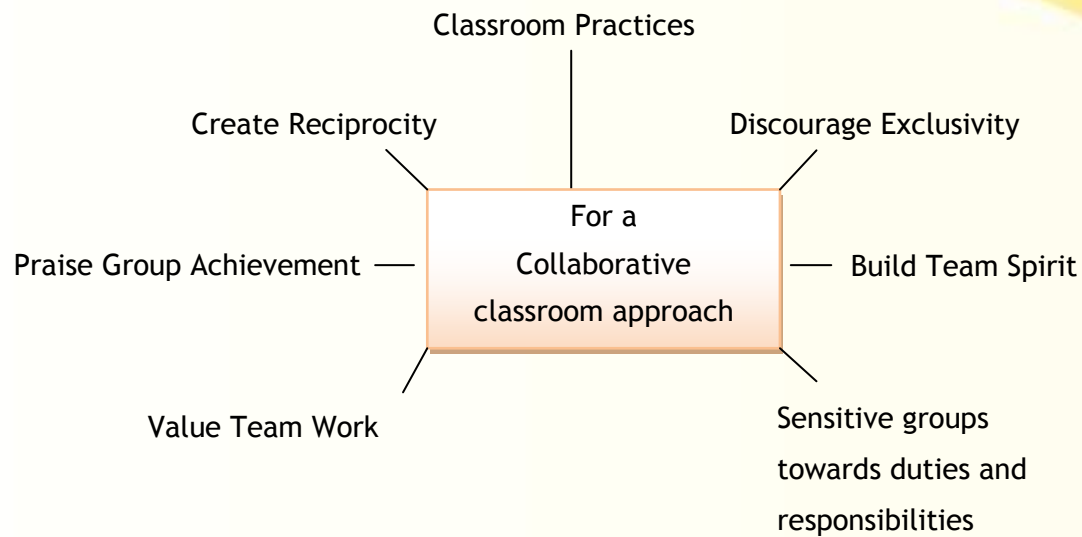 Classroom Practices
Create Reciprocity
Discourage Exclusivity
For a
Collaborative
classroom approach
Praise Group Achievement
Build Team Spirit
Value Team Work
Sensitive groups
towards duties and
responsibilities